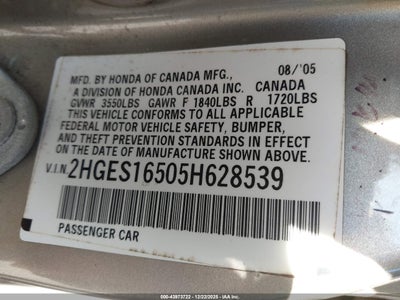 MFD. BY HONDA OF CANADA MFG., 08/'05
A DIVISION OF HONDA CANADA INC. CANADA
GVWR 3550LBS GAWR F 1840LBS R 1720LBS
THIS VEHICLE CONFORMS TO ALL APPLICABLE
FEDERAL MOTOR VEHICLE SAFETY, BUMPER,
AND THEFT PREVENTION STANDARDS IN EFFECT
ON THE DATE OF MANUFACTURE SHOWN ABOVE.
V.I.N. 2HGES16505H628539
PASSENGER CAR
000-43973722 - 12/23/2025 - IAA Inc.